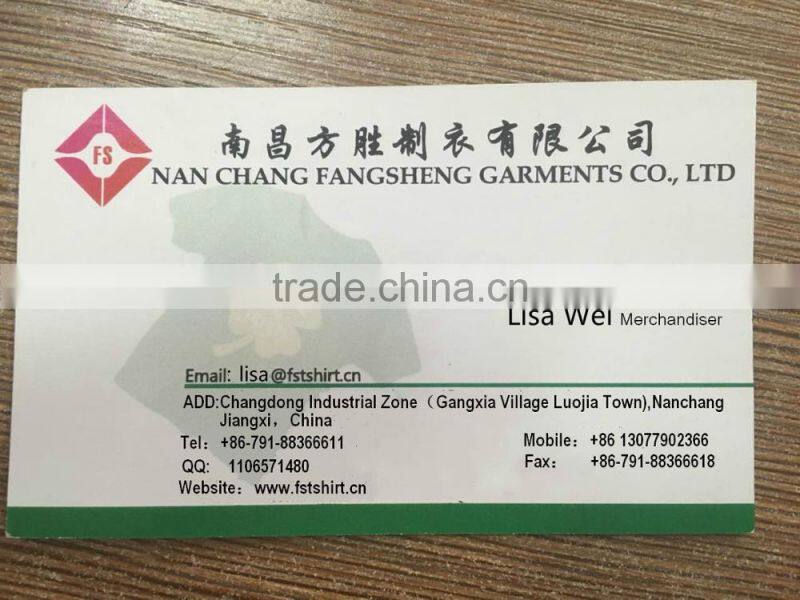 FS
南昌方胜制衣有限公司
NAN CHANG FANGSHENG GARMENTS CO., LTD
trade.china.cn
Lisa Wei Merchandiser
Email: lisa@fstshirt.cn
ADD:Changdong Industrial Zone（Gangxia Village Luojia Town),Nanchang
Jiangxi，China
Tel：+86-791-88366611 Mobile：+86 13077902366
QQ: 1106571480 Fax： +86-791-88366618
Website：www.fstshirt.cn